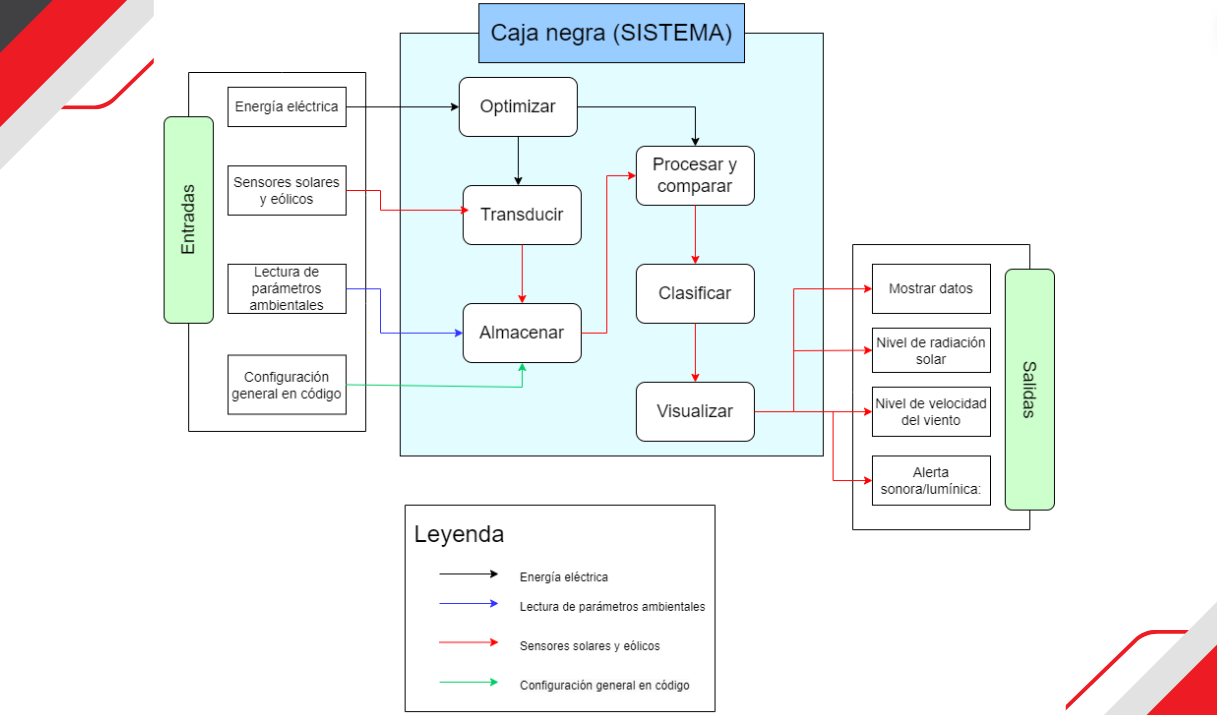 Caja negra (SISTEMA)
Entradas
Energía eléctrica
Sensores solares
y eólicos
Lectura de
parámetros
ambientales
Configuración
general en código
Optimizar
Transducir
Almacenar
Procesar y
comparar
Clasificar
Visualizar
Mostrar datos
Nivel de radiación
solar
Nivel de velocidad
del viento
Alerta
sonora/lumínica:
Salidas
Leyenda
Energía eléctrica
Lectura de parámetros ambientales
Sensores solares y eólicos
Configuración general en código